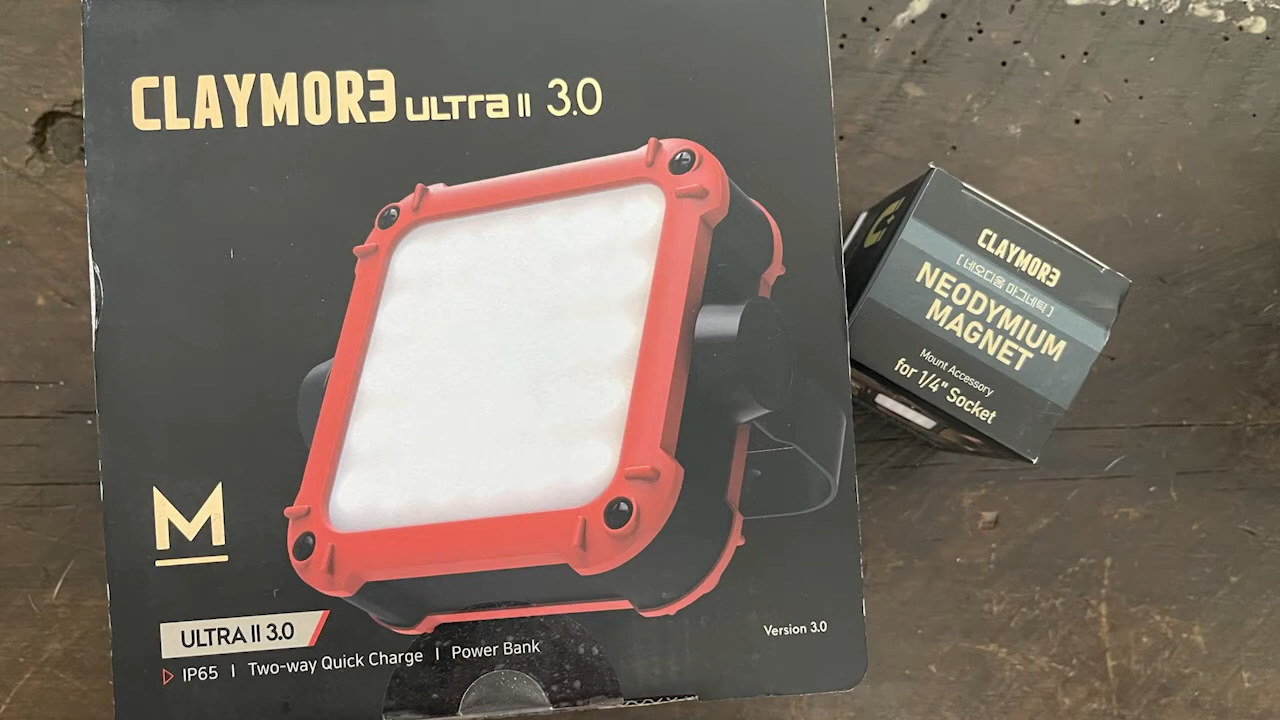 CLAYMOR3 ULTRA II 3.0
M
ULTRA II 3.0
IP65 I Two-way Quick Charge I Power Bank
Version 3.0
CLAYMOR3
[네오디움 마그네틱]
NEODYMIUM
MAGNET
Mount Accessory
for 1/4" Socket